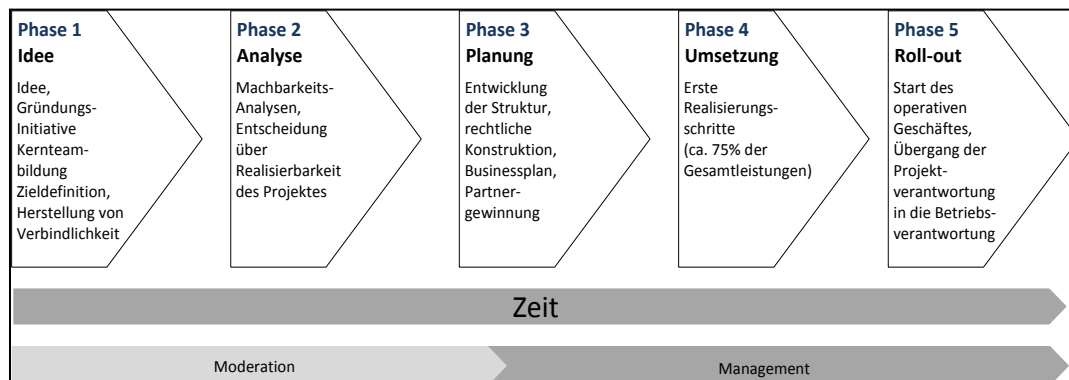 Phase 1
Idee
Idee,
Gründungs-
Initiative
Kernteam-
bildung
Zieldefinition,
Herstellung von
Verbindlichkeit
Phase 2
Analyse
Machbarkeits-
Analysen,
Entscheidung
über
Realisierbarkeit
des Projektes
Phase 3
Planung
Entwicklung
der Struktur,
rechtliche
Konstruktion,
Businessplan,
Partner-
gewinnung
Phase 4
Umsetzung
Erste
Realisierungs-
schritte
(ca. 75% der
Gesamtleistungen)
Phase 5
Roll-out
Start des
operativen
Geschäftes,
Übergang der
Projekt-
verantwortung
in die Betriebs-
verantwortung
Zeit
Moderation
Management